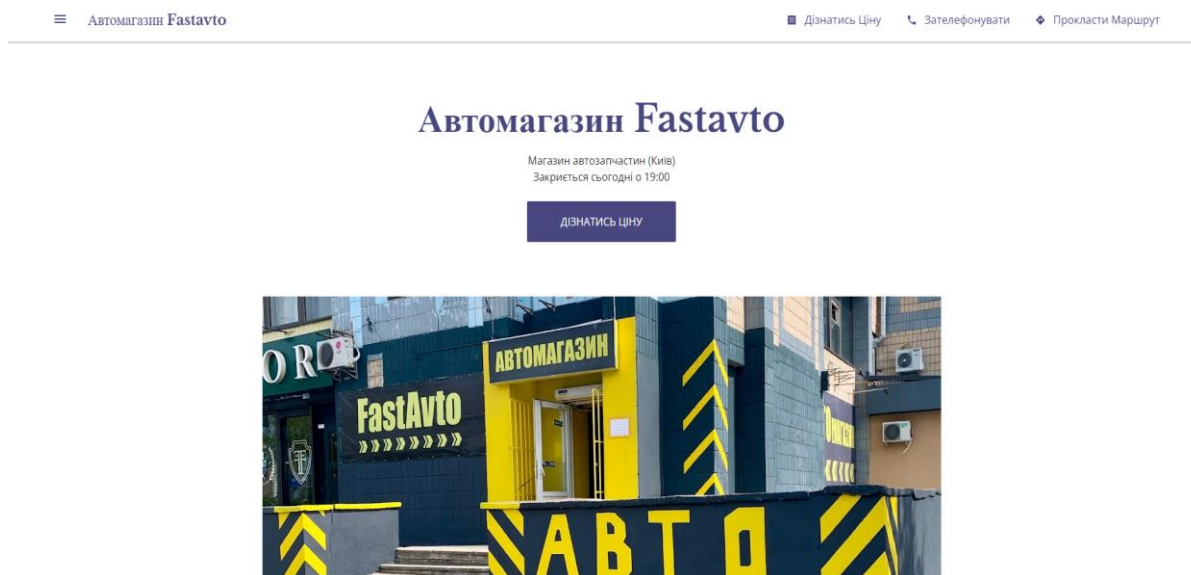 Автомагазин Fastavto
Дізнатись Ціну
Зателефонувати
Прокласти Маршрут
Автомагазин Fastavto
Магазин автозапчастин (Київ)
Закриється сьогодні о 19:00
ДІЗНАТИСЬ ЦІНУ
OR
АВТОМАГАЗИН
FastAvto
АВТО